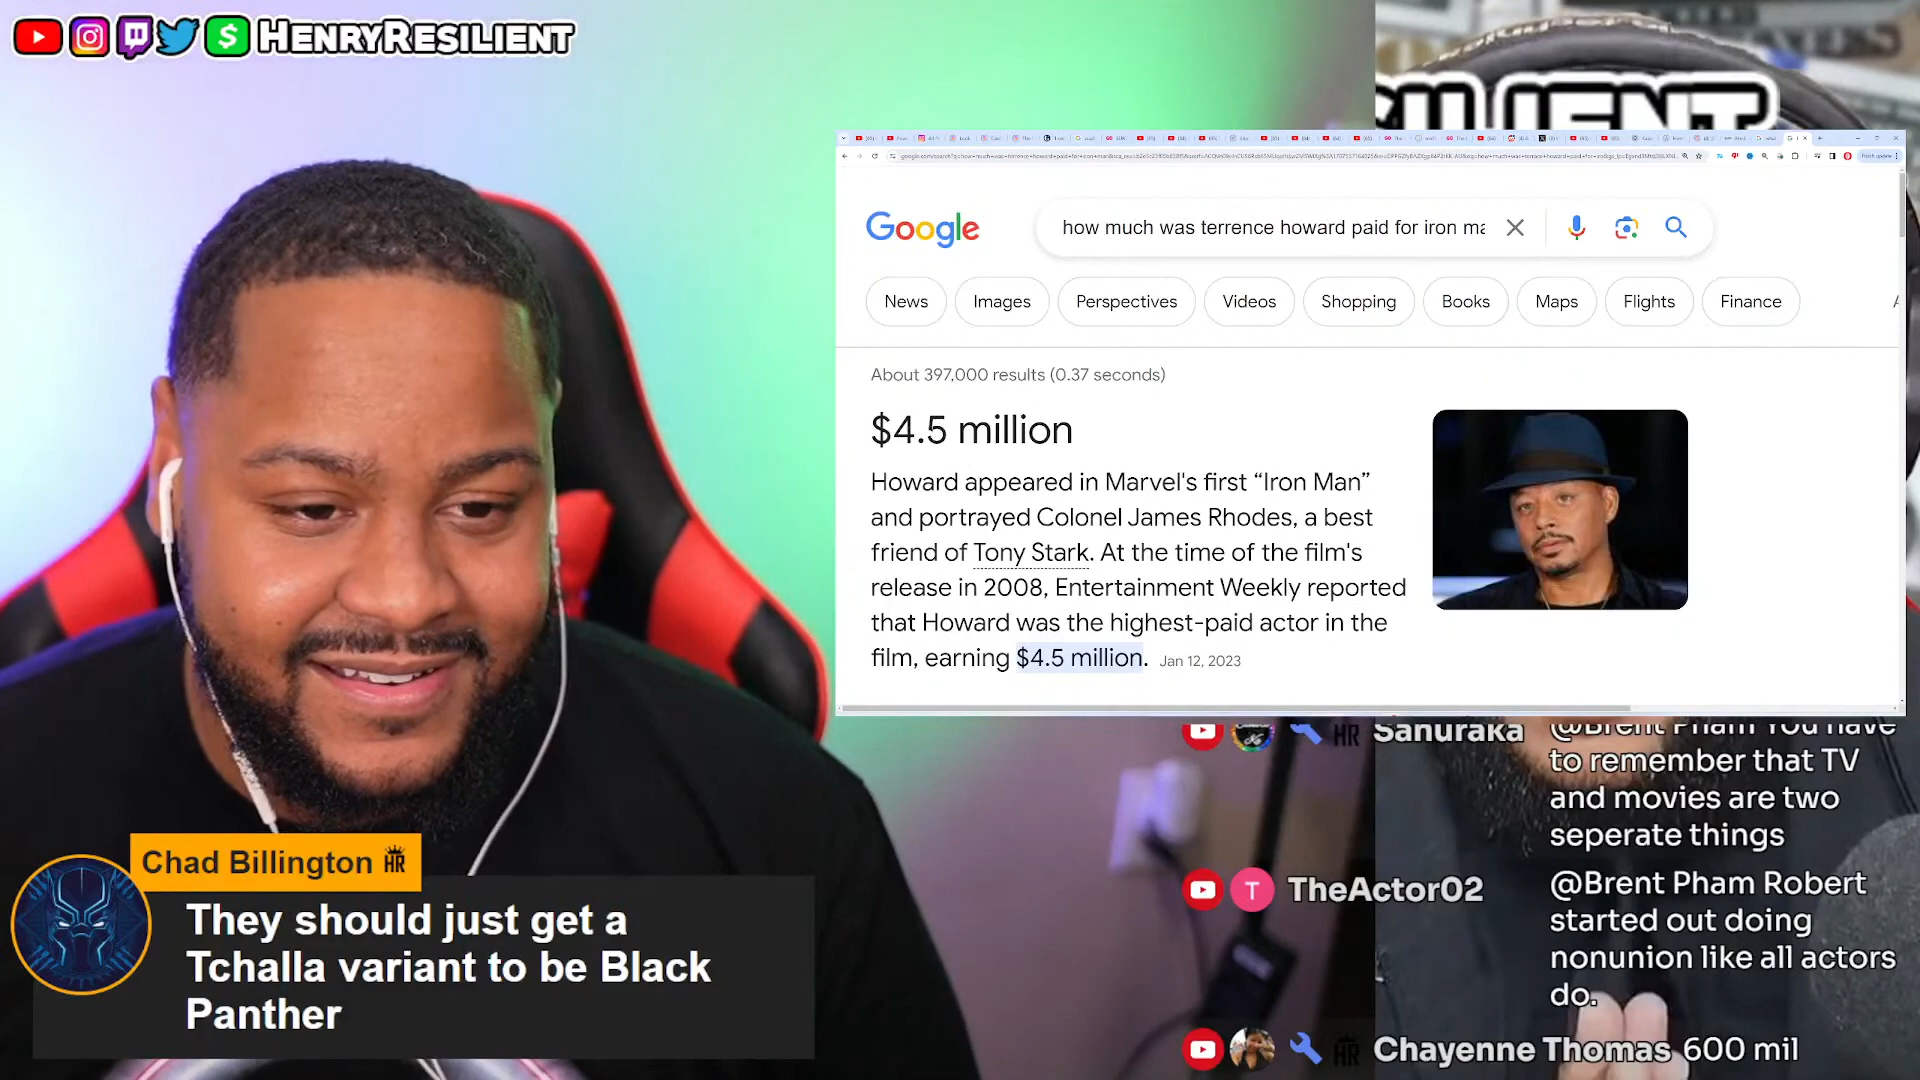 HENRYRESILIENT
Google
how much was terrence howard paid for iron ma
News
Images
Perspectives
Videos
Shopping
Books
Maps
Flights
Finance
About 397,000 results (0.37 seconds)
$4.5 million
Howard appeared in Marvel's first “Iron Man”
and portrayed Colonel James Rhodes, a best
friend of Tony Stark. At the time of the film's
release in 2008, Entertainment Weekly reported
that Howard was the highest-paid actor in the
film, earning $4.5 million. Jan 12, 2023
Sanuraka @Brent Pham You have
to remember that TV
and movies are two
seperate things
TheActor02 @Brent Pham Robert
started out doing
nonunion like all actors
do.
Chayenne Thomas 600 mil
Chad Billington HR
They should just get a
Tchalla variant to be Black
Panther